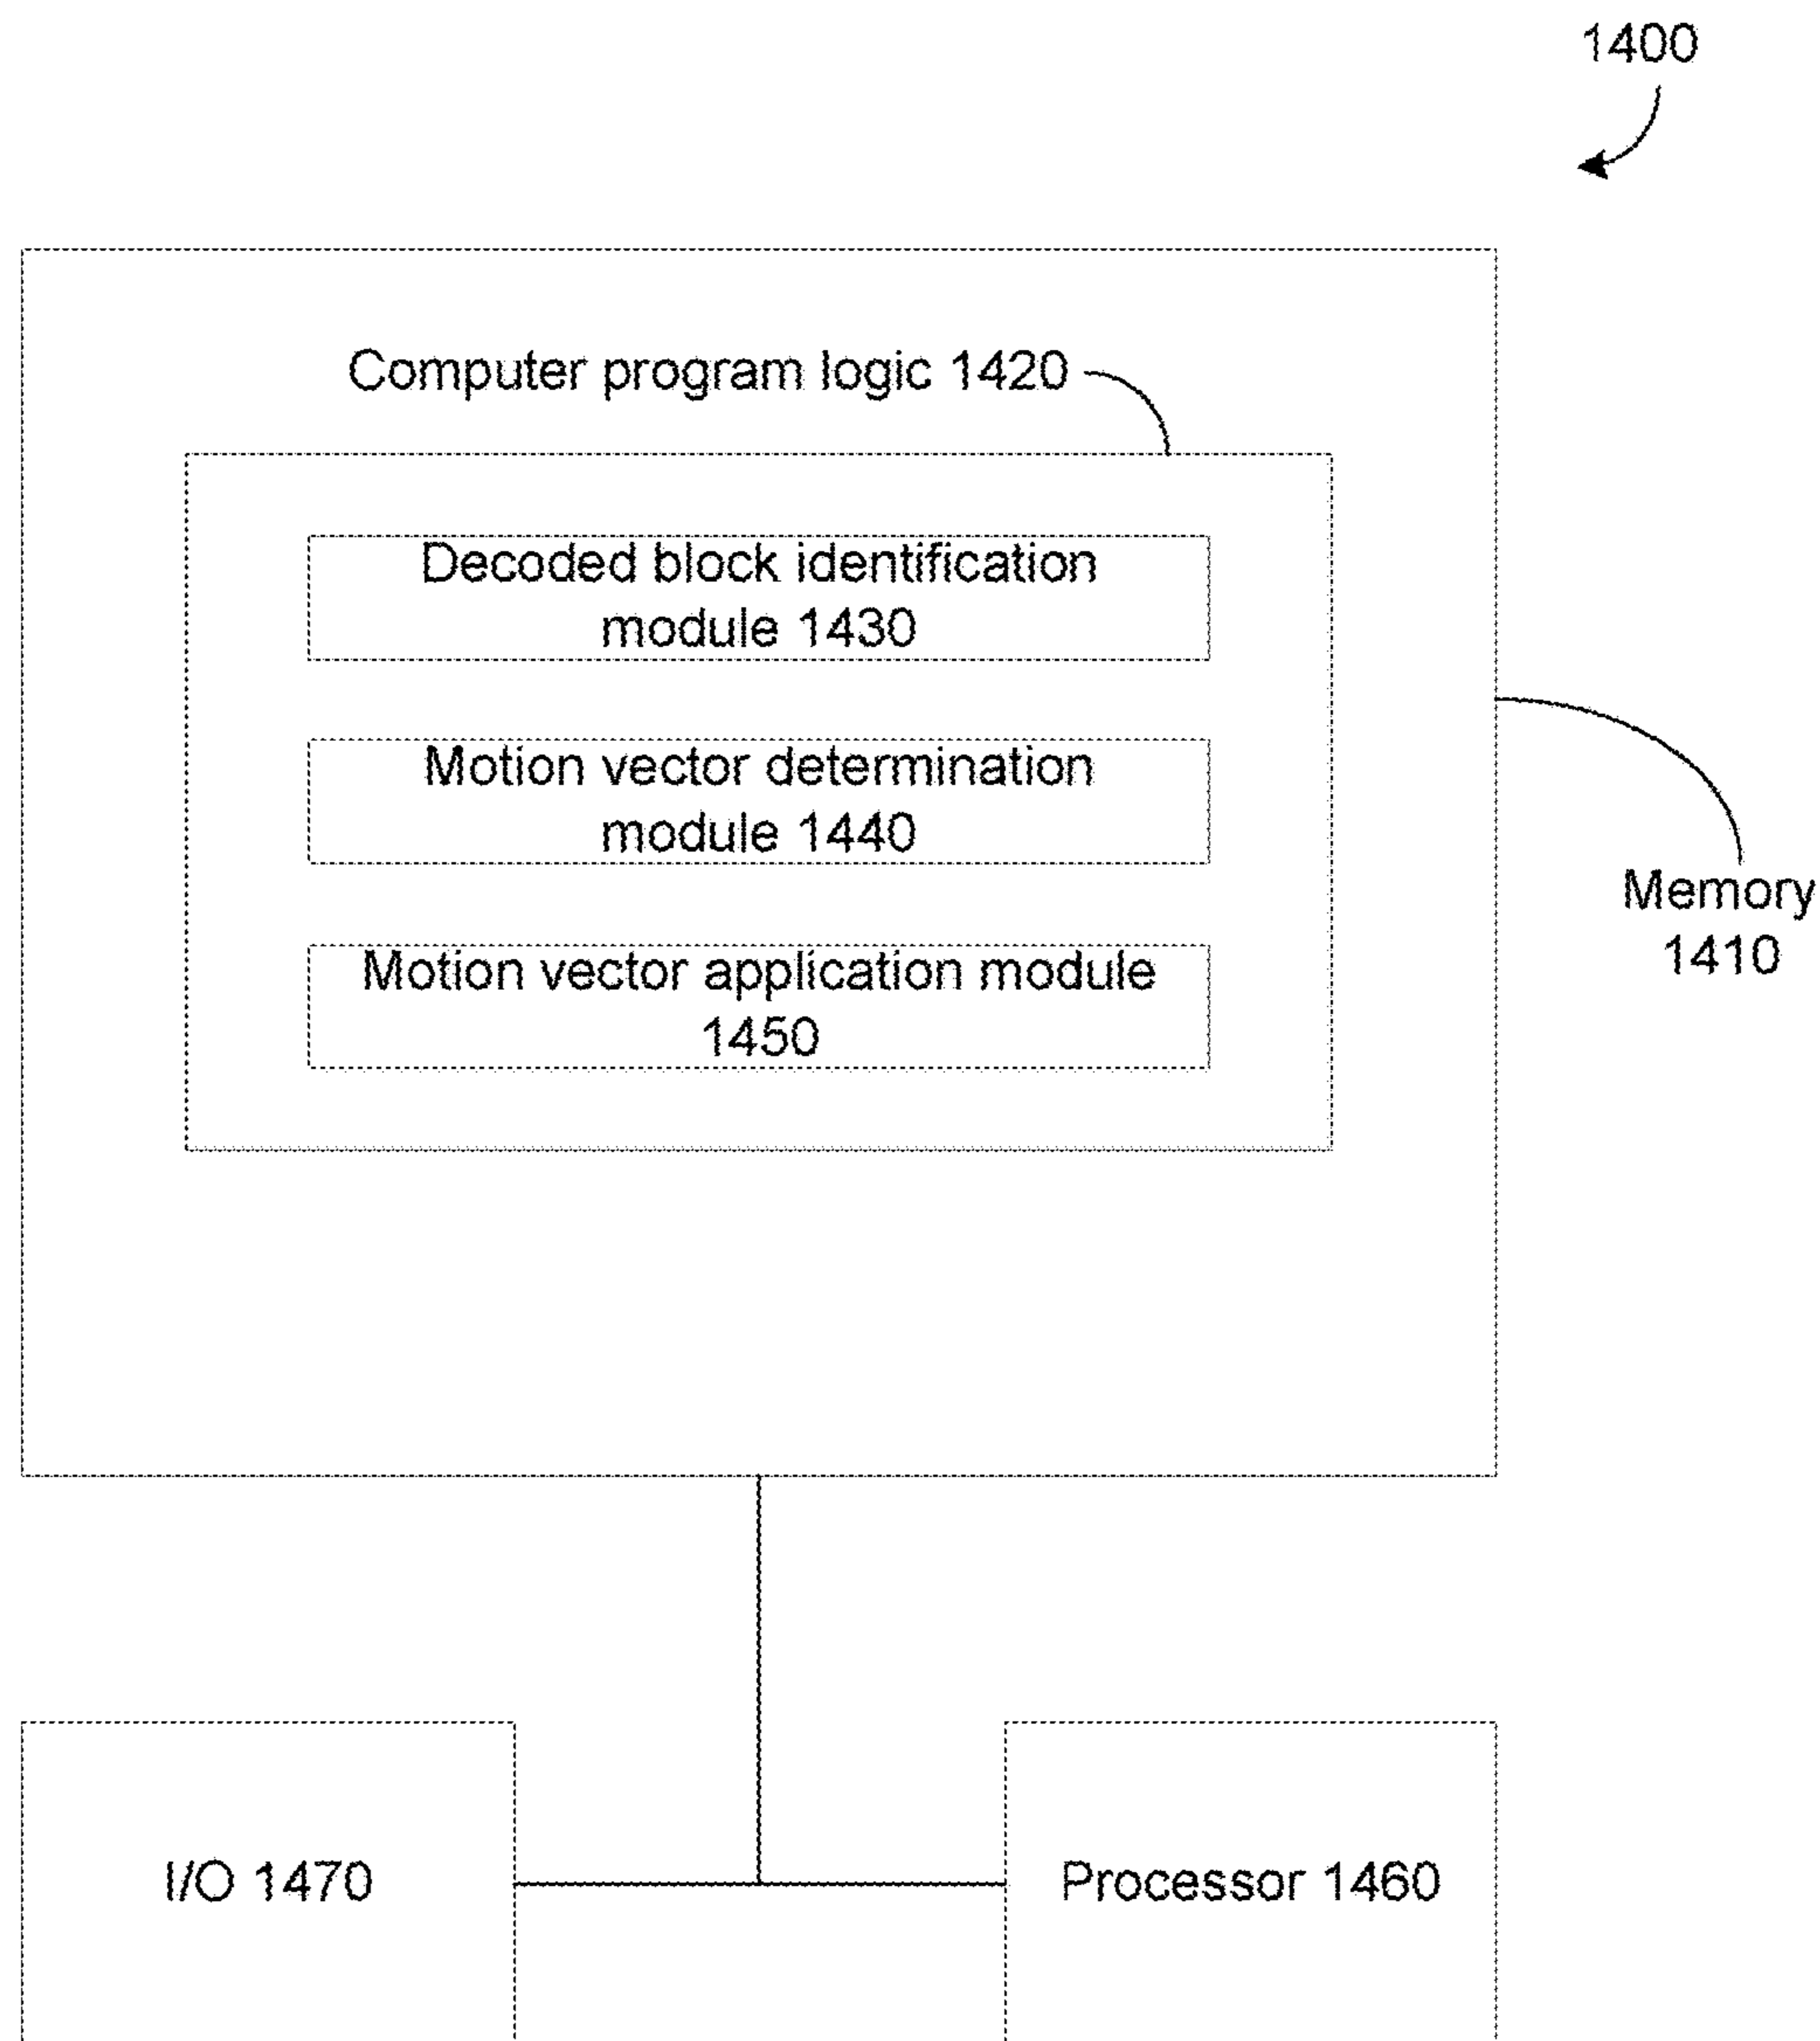 1400
Computer program logic 1420
Decoded block identification
module 1430
Motion vector determination
module 1440
Motion vector application module
1450
Memory
1410
I/O 1470
Processor 1460